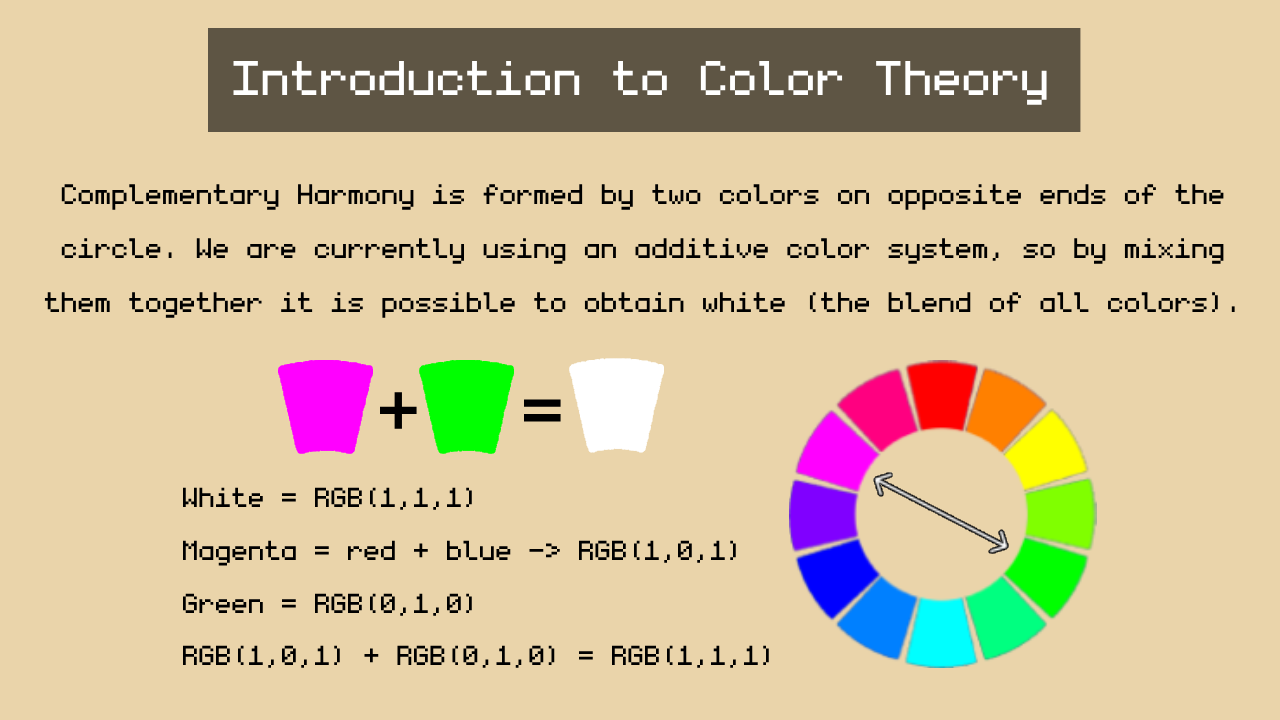 Introduction to Color Theory
Complementary Harmony is formed by two colors on opposite ends of the
circle. We are currently using an additive color system, so by mixing
them together it is possible to obtain white (the blend of all colors).
+ =
White = RGB(1,1,1)
Magenta = red + blue -> RGB(1,0,1)
Green = RGB(0,1,0)
RGB(1,0,1) + RGB(0,1,0) = RGB(1,1,1)